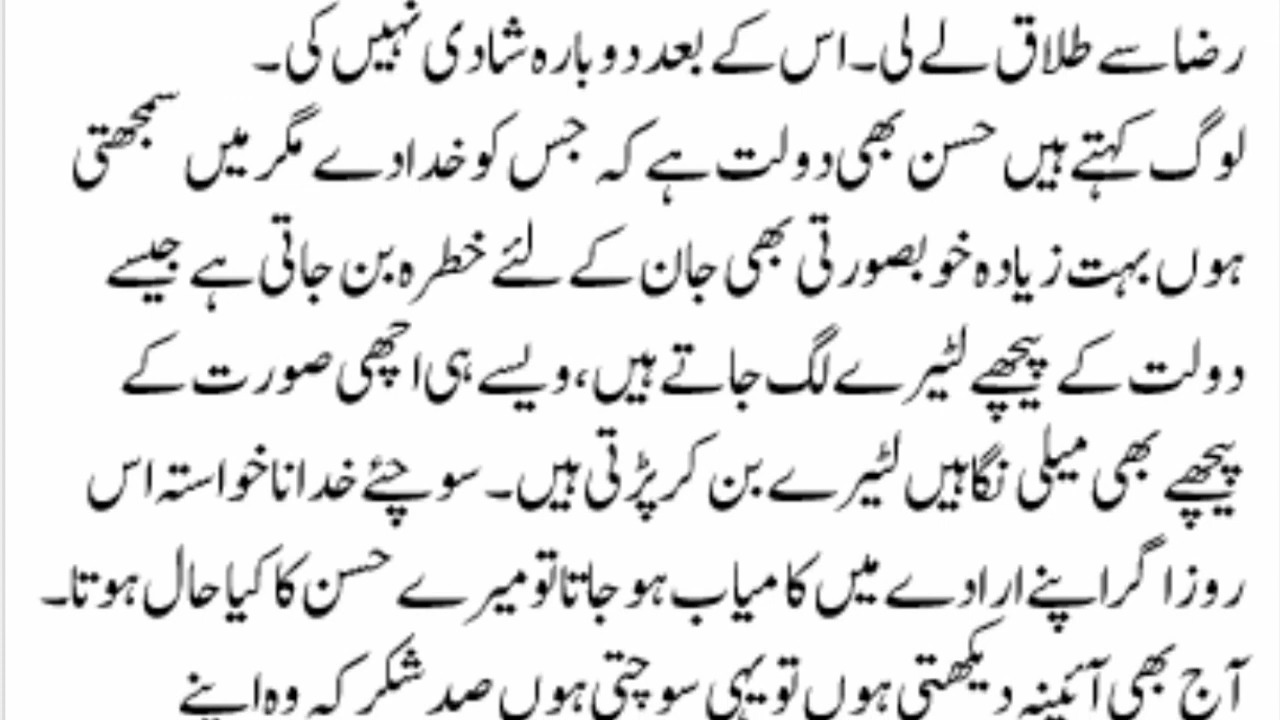 رضا سے طلاق لے لی۔ اس کے بعد دوبارہ شادی نہیں کی۔
لوگ کہتے ہیں حسن بھی دولت ہے کہ جس کو خدا دے مگر میں سمجھتی
ہوں بہت زیادہ خوبصورتی بھی جان کے لئے خطرہ بن جاتی ہے جیسے
دولت کے پیچھے لٹیرے لگ جاتے ہیں، ویسے ہی اچھی صورت کے
پیچھے بھی میلی نگاہیں لٹیرے بن کر پڑتی ہیں۔ سوچئے خدانا خواستہ اس
روز اگر اپنے ارادے میں کامیاب ہو جاتا تو میرے حسن کا کیا حال ہوتا۔
آج بھی آئینہ دیکھتی ہوں تو یہی سوچتی ہوں صد شکر کہ وہ اپنے